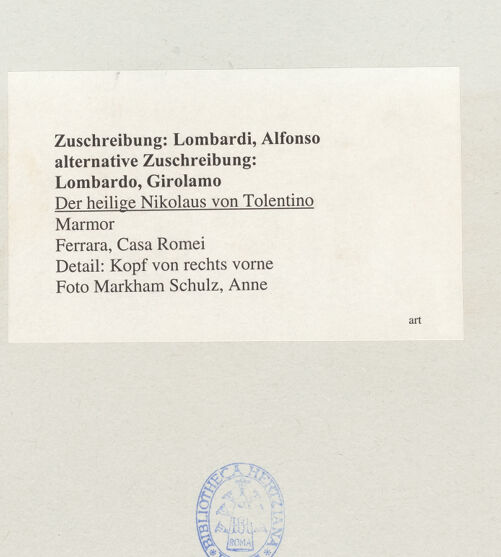 Zuschreibung: Lombardi, Alfonso
alternative Zuschreibung:
Lombardo, Girolamo
Der heilige Nikolaus von Tolentino
Marmor
Ferrara, Casa Romei
Detail: Kopf von rechts vorne
Foto Markham Schulz, Anne
art
BIBLIOTHECA HERTZIANA
ROMA